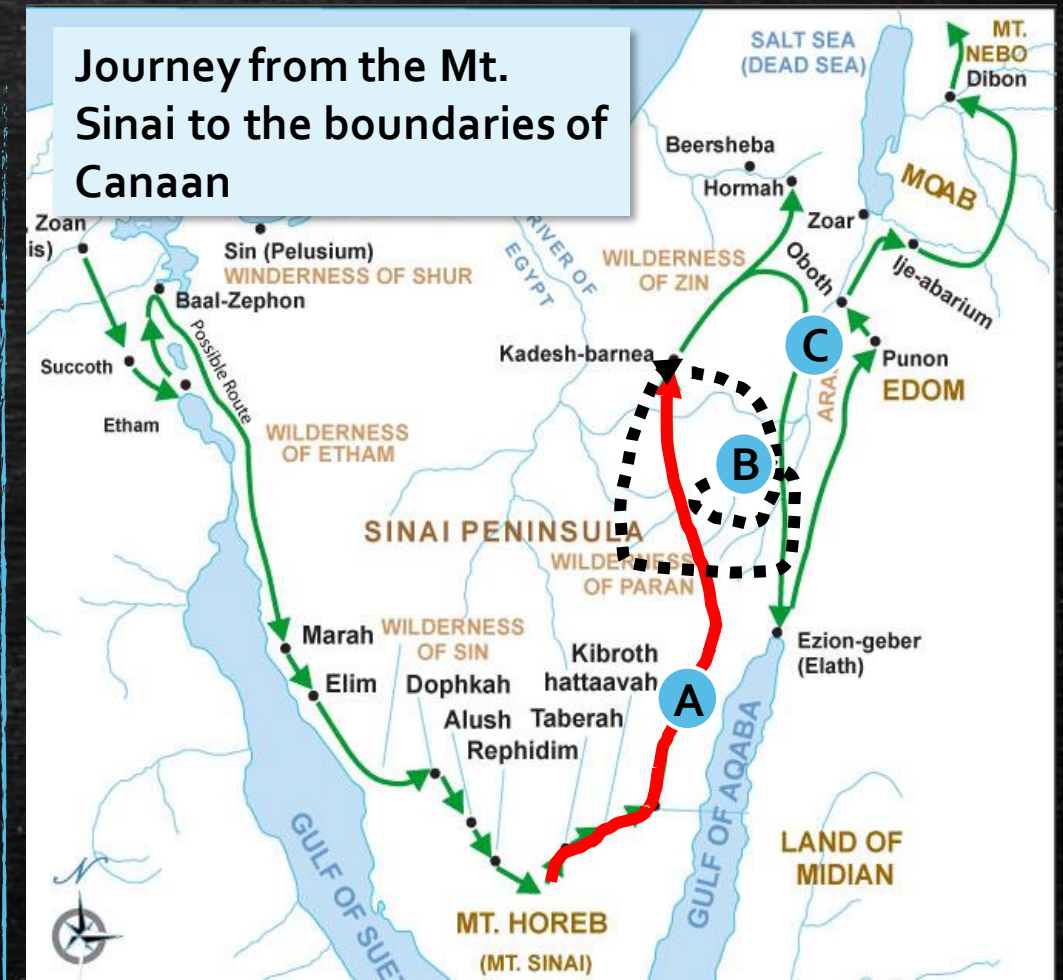 Journey from the Mt.
Sinai to the boundaries of
Canaan
SALT SEA
(DEAD SEA)
MT.
NEBO
Dibon
Beersheba
Hormah
MOAB
Zoar
, Zoan
is)
Sin (Pelusium)
WINDERNESS OF SHUR
RIVER OF
EGYPT
WILDERNESS
OF ZIN
Oboth
Ije-abarium
Baal-Zephon
Possible Route
Kadesh-barnea
C
Punon
EDOM
Succoth
Etham
WILDERNESS
OF ETHAM
B
SINAI PENINSULA
WILDERNESS
OF PARAN
Marah
WILDERNESS
OF SIN
Ezion-geber
(Elath)
Elim
Dophkah
Kibroth
hattaavah
A
Alush
Taberah
Rephidim
GULF OF AQABA
GULF OF SUE
LAND OF
MIDIAN
N
MT. HOREB
(MT. SINAI)